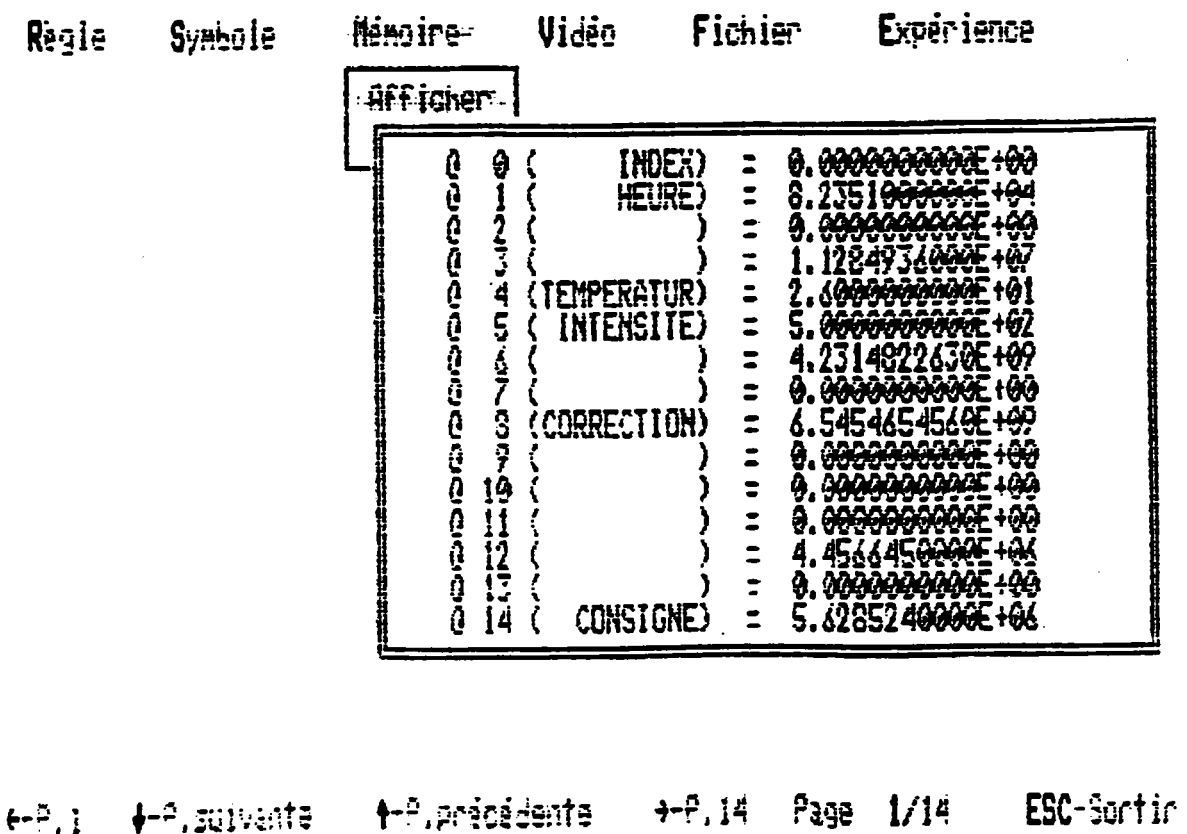 Règle Symbole Mémoire Vidéo Fichier Expérience
Afficher
@ 0 ( INDEX) = 0.0000000000E+00
@ 1 ( HEURE) = 8.2351000000E+04
@ 2 ( ) = 0.0000000000E+00
@ 3 ( ) = 1.1284936000E+07
@ 4 (TEMPERATUR) = 2.6000000000E+01
@ 5 ( INTENSITE) = 5.0000000000E+02
@ 6 ( ) = 4.2314822630E+09
@ 7 ( ) = 0.0000000000E+00
@ 8 (CORRECTION) = 6.5454654560E+09
@ 9 ( ) = 0.0000000000E+00
@ 10 ( ) = 0.0000000000E+00
@ 11 ( ) = 0.0000000000E+00
@ 12 ( ) = 4.4566450000E+06
@ 13 ( ) = 0.0000000000E+00
@ 14 ( CONSIGNE) = 5.6285240000E+06
←-P.1 ↓-P.suivante ↑-P.précédente →-P.14 Page 1/14 ESC-Sortir